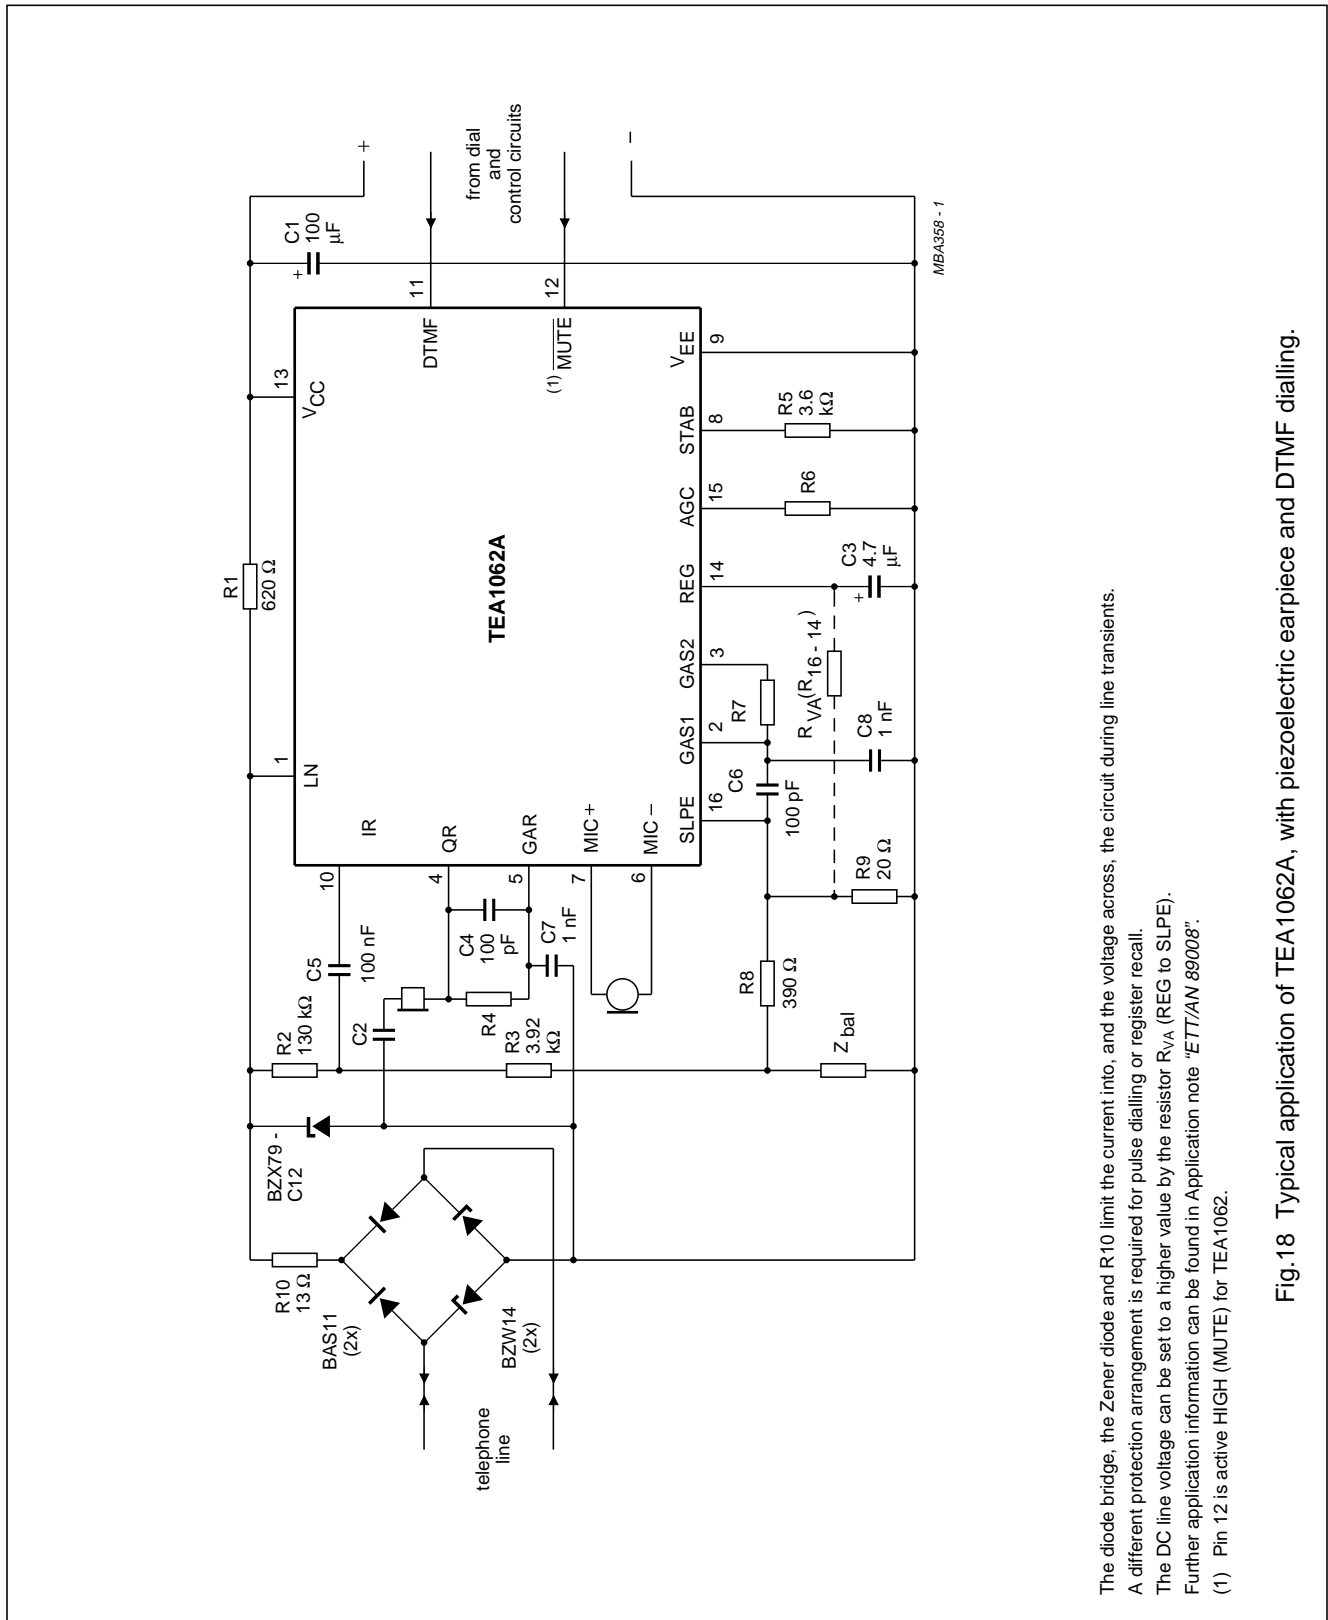 R1
620 Ω
R10
13 Ω
BAS11
(2x)
BZX79 -
C12
R2
130 kΩ
C5
100 nF
C2
R4
C4
100
pF
C7
1 nF
R3
3.92
kΩ
BZW14
(2x)
telephone
line
1
LN
13
VCC
10
IR
4
QR
5
GAR
7
MIC +
6
MIC −
TEA1062A
11
DTMF
12
(1) MUTE
C1
100
μF
+
+
from dial
and
control circuits
−
SLPE
16
GAS1
2
GAS2
3
REG
14
AGC
15
STAB
8
VEE
9
C6
100 pF
R7
RVA(R16 - 14)
R6
R5
3.6
kΩ
R8
390 Ω
Zbal
R9
20 Ω
C8
1 nF
+
C3
4.7
μF
MBA358 - 1
The diode bridge, the Zener diode and R10 limit the current into, and the voltage across, the circuit during line transients.
A different protection arrangement is required for pulse dialling or register recall.
The DC line voltage can be set to a higher value by the resistor RVA (REG to SLPE).
Further application information can be found in Application note "ETT/AN 89008".
(1) Pin 12 is active HIGH (MUTE) for TEA1062.
Fig.18 Typical application of TEA1062A, with piezoelectric earpiece and DTMF dialling.